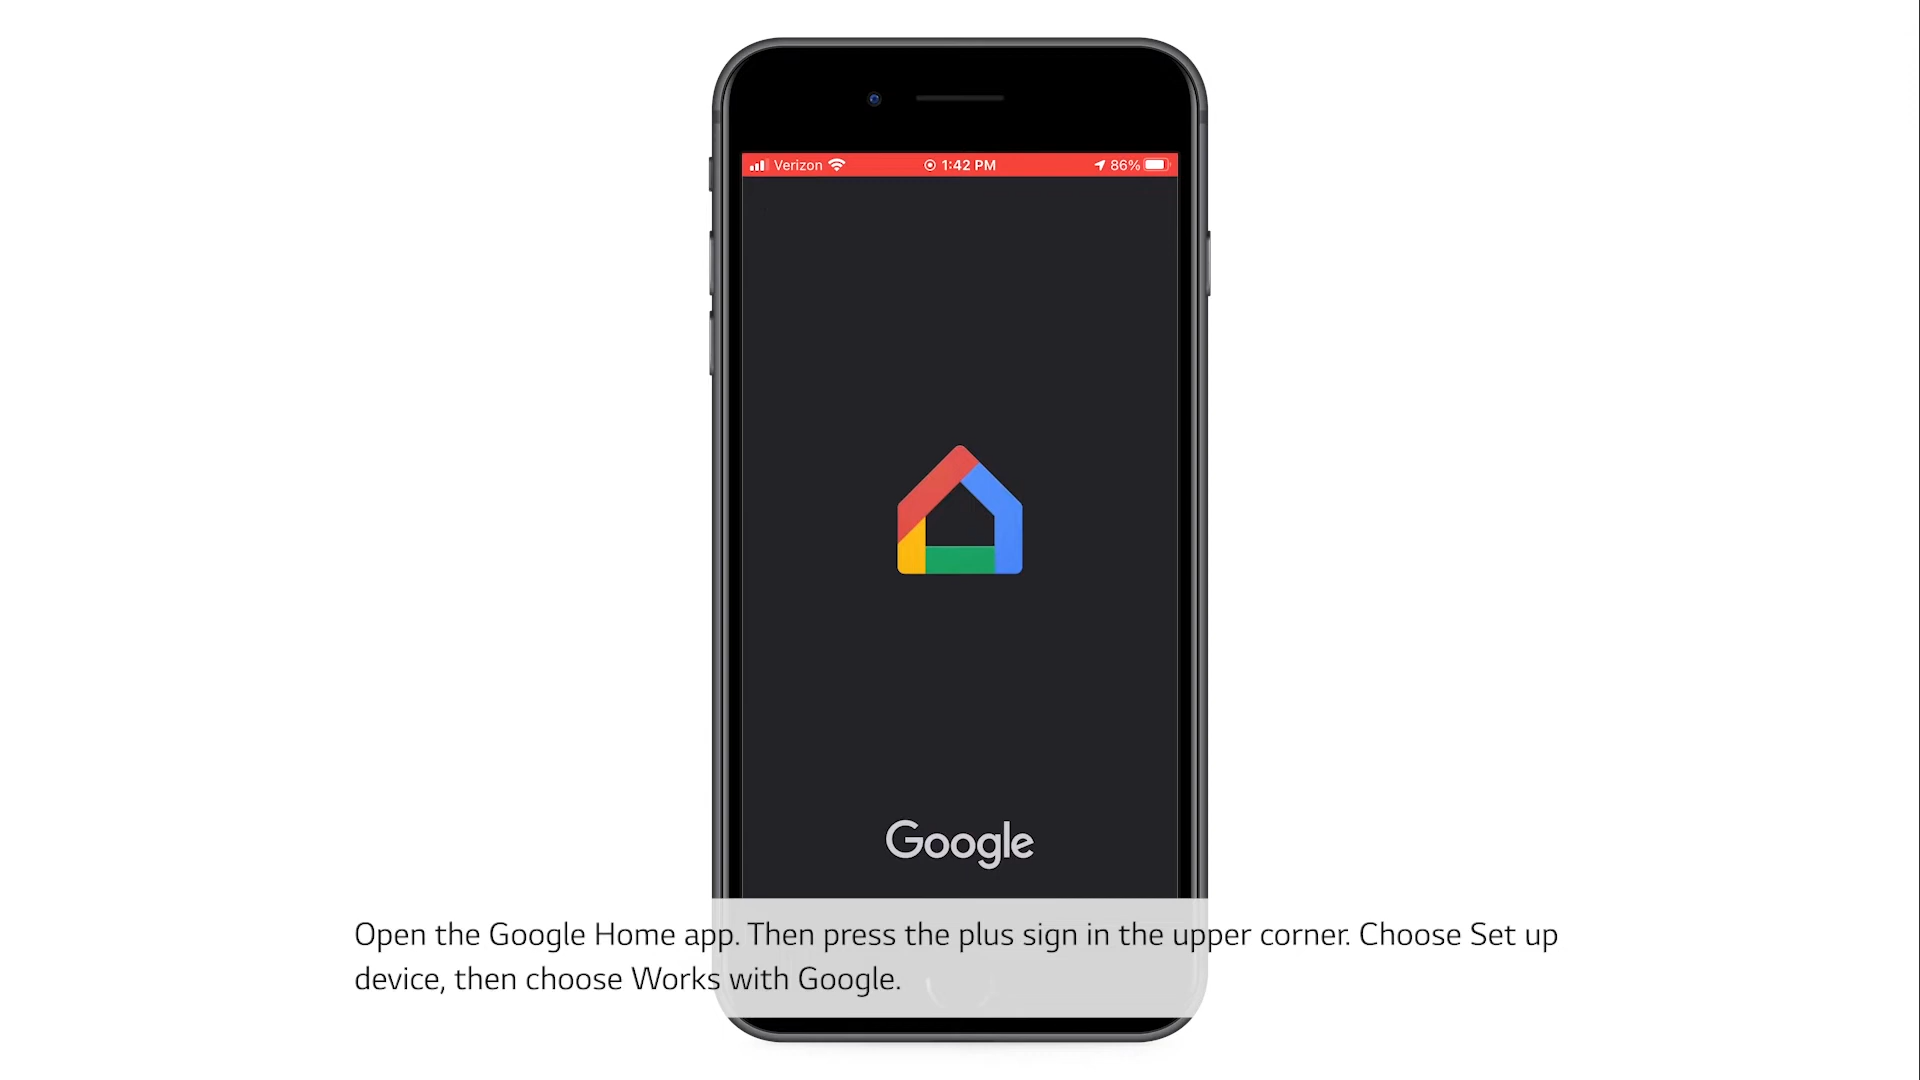 Verizon 1:42 PM 86%
Google
Open the Google Home app. Then press the plus sign in the upper corner. Choose Set up
device, then choose Works with Google.